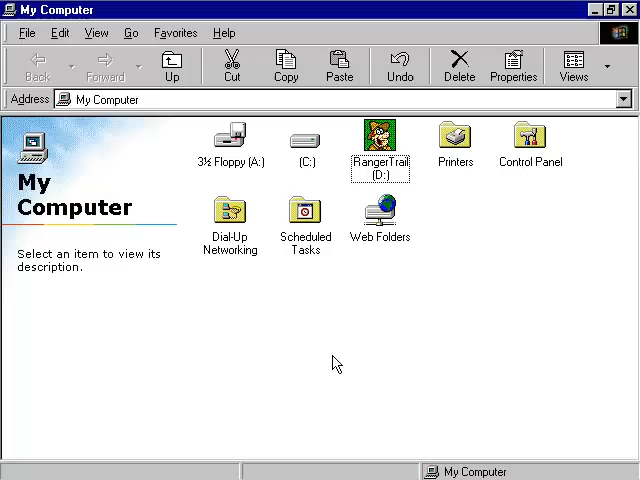 My Computer
File Edit View Go Favorites Help
Back Forward Up Cut Copy Paste Undo Delete Properties Views
Address My Computer
My
Computer
Select an item to view its
description.
3½ Floppy (A:) (C:) RangerTrail Printers Control Panel
(D:)
Dial-Up Scheduled Web Folders
Networking Tasks
My Computer